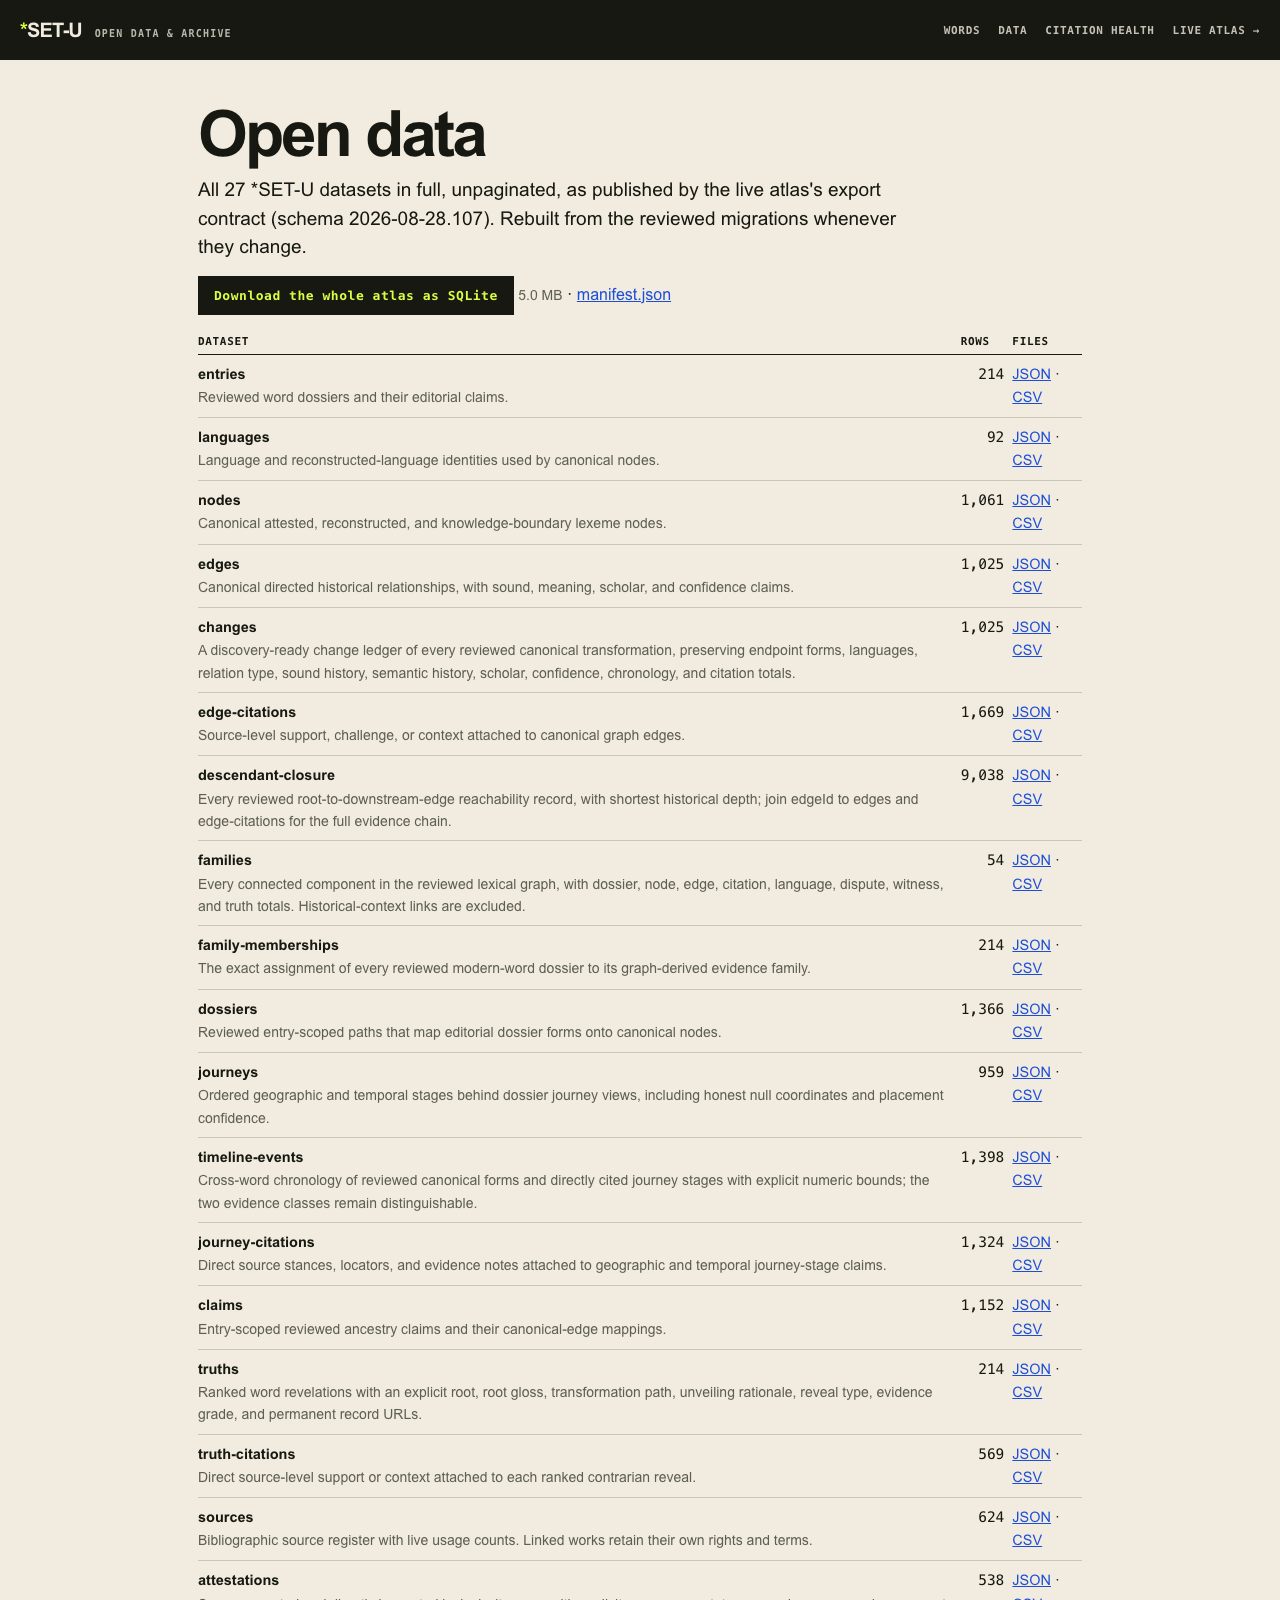 *SET-U OPEN DATA & ARCHIVE WORDS DATA CITATION HEALTH LIVE ATLAS →
Open data
All 27 *SET-U datasets in full, unpaginated, as published by the live atlas's export
contract (schema 2026-08-28.107). Rebuilt from the reviewed migrations whenever
they change.
Download the whole atlas as SQLite 5.0 MB · manifest.json
DATASET ROWS FILES
entries 214 JSON ·
Reviewed word dossiers and their editorial claims. CSV
languages 92 JSON ·
Language and reconstructed-language identities used by canonical nodes. CSV
nodes 1,061 JSON ·
Canonical attested, reconstructed, and knowledge-boundary lexeme nodes. CSV
edges 1,025 JSON ·
Canonical directed historical relationships, with sound, meaning, scholar, and confidence claims. CSV
changes 1,025 JSON ·
A discovery-ready change ledger of every reviewed canonical transformation, preserving endpoint forms, languages, CSV
relation type, sound history, semantic history, scholar, confidence, chronology, and citation totals.
edge-citations 1,669 JSON ·
Source-level support, challenge, or context attached to canonical graph edges. CSV
descendant-closure 9,038 JSON ·
Every reviewed root-to-downstream-edge reachability record, with shortest historical depth; join edgeId to edges and CSV
edge-citations for the full evidence chain.
families 54 JSON ·
Every connected component in the reviewed lexical graph, with dossier, node, edge, citation, language, dispute, witness, CSV
and truth totals. Historical-context links are excluded.
family-memberships 214 JSON ·
The exact assignment of every reviewed modern-word dossier to its graph-derived evidence family. CSV
dossiers 1,366 JSON ·
Reviewed entry-scoped paths that map editorial dossier forms onto canonical nodes. CSV
journeys 959 JSON ·
Ordered geographic and temporal stages behind dossier journey views, including honest null coordinates and placement CSV
confidence.
timeline-events 1,398 JSON ·
Cross-word chronology of reviewed canonical forms and directly cited journey stages with explicit numeric bounds; the CSV
two evidence classes remain distinguishable.
journey-citations 1,324 JSON ·
Direct source stances, locators, and evidence notes attached to geographic and temporal journey-stage claims. CSV
claims 1,152 JSON ·
Entry-scoped reviewed ancestry claims and their canonical-edge mappings. CSV
truths 214 JSON ·
Ranked word revelations with an explicit root, root gloss, transformation path, unveiling rationale, reveal type, evidence CSV
grade, and permanent record URLs.
truth-citations 569 JSON ·
Direct source-level support or context attached to each ranked contrarian reveal. CSV
sources 624 JSON ·
Bibliographic source register with live usage counts. Linked works retain their own rights and terms. CSV
attestations 538 JSON ·